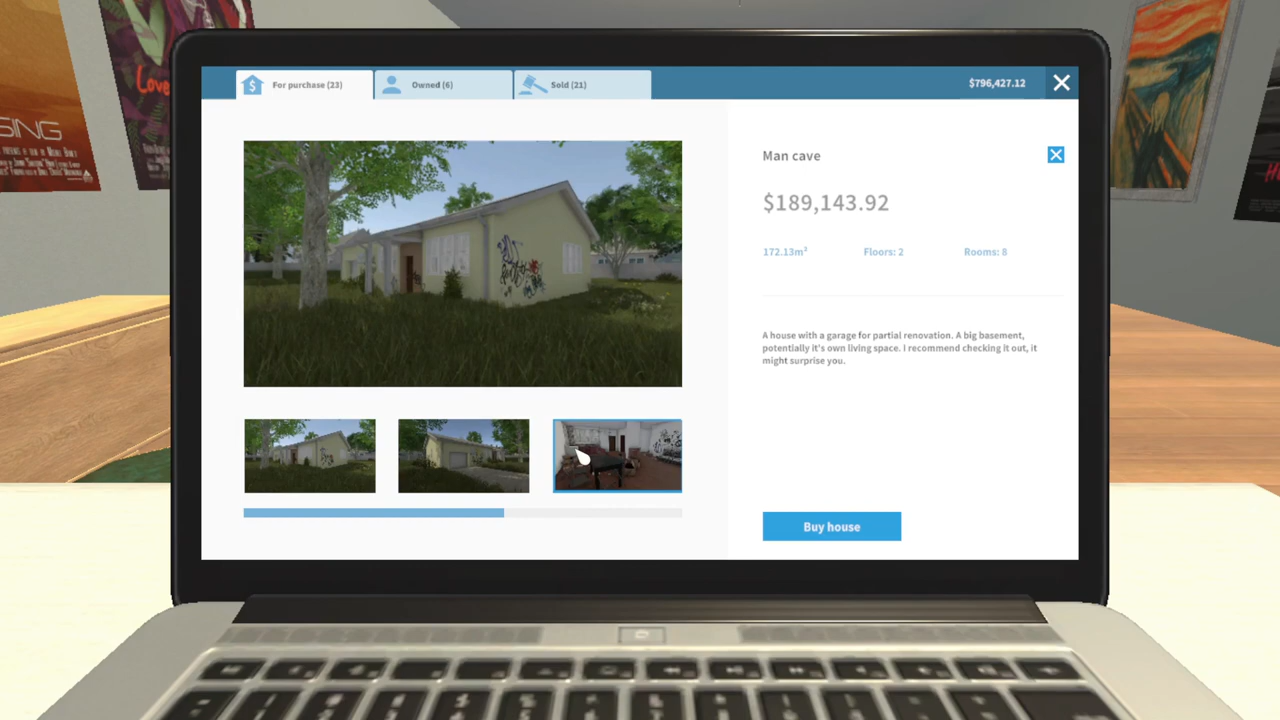 SING
Love
For purchase (23)
Owned (6)
Sold (21)
$796,427.12
Man cave
$189,143.92
172.13m²
Floors: 2
Rooms: 8
A house with a garage for partial renovation. A big basement,
potentially it's own living space. I recommend checking it out, it
might surprise you.
Buy house